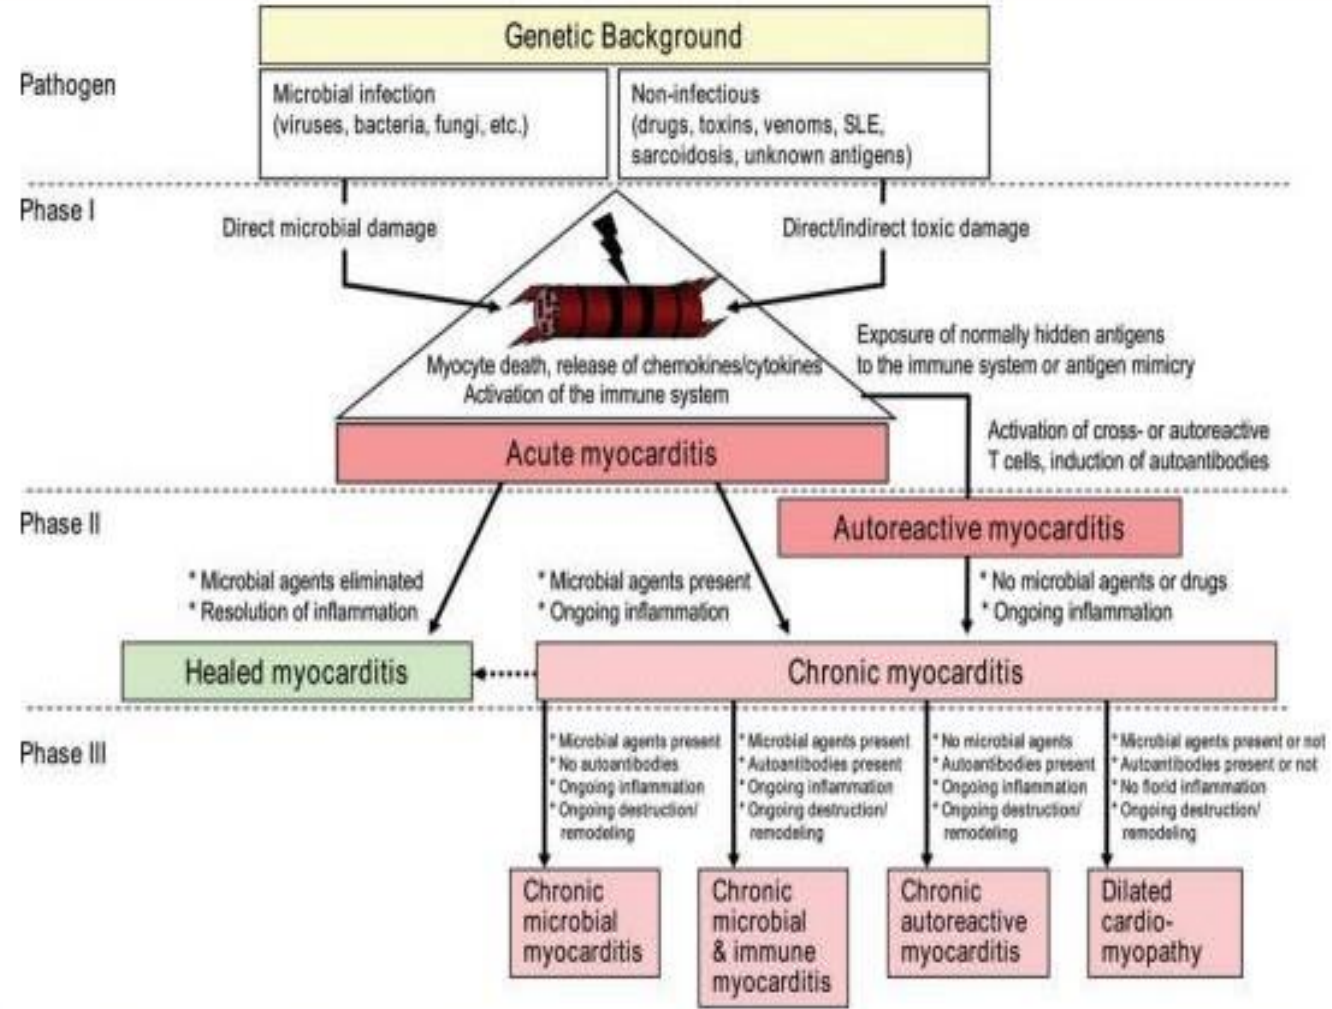 Genetic Background
Pathogen
Microbial infection
(viruses, bacteria, fungi, etc.)
Non-infectious
(drugs, toxins, venoms, SLE,
sarcoidosis, unknown antigens)
Phase I
Direct microbial damage
Direct/indirect toxic damage
Exposure of normally hidden antigens
to the immune system or antigen mimicry
Myocyte death, release of chemokines/cytokines
Activation of the immune system
Activation of cross- or autoreactive
T cells, induction of autoantibodies
Acute myocarditis
Phase II
Autoreactive myocarditis
* Microbial agents eliminated
* Resolution of inflammation
* Microbial agents present
* Ongoing inflammation
* No microbial agents or drugs
* Ongoing inflammation
Healed myocarditis
Chronic myocarditis
Phase III
* Microbial agents present
* No autoantibodies
* Ongoing inflammation
* Ongoing destruction/
remodeling
* Microbial agents present
* Autoantibodies present
* Ongoing inflammation
* Ongoing destruction/
remodeling
* No microbial agents
* Autoantibodies present
* Ongoing inflammation
* Ongoing destruction/
remodeling
* Microbial agents present or not
* Autoantibodies present or not
* No florid inflammation
* Ongoing destruction/
remodeling
Chronic
microbial
myocarditis
Chronic
microbial
& immune
myocarditis
Chronic
autoreactive
myocarditis
Dilated
cardio-
myopathy